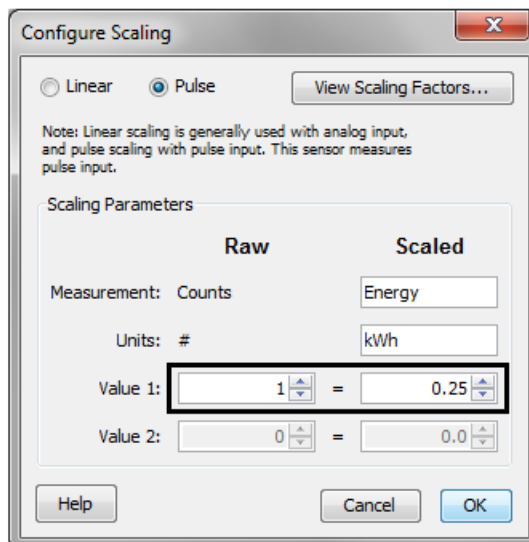 Configure Scaling
Linear Pulse View Scaling Factors...
Note: Linear scaling is generally used with analog input,
and pulse scaling with pulse input. This sensor measures
pulse input.
Scaling Parameters
Raw Scaled
Measurement: Counts Energy
Units: # kWh
Value 1: 1 = 0.25
Value 2: 0 = 0.0
Help Cancel OK